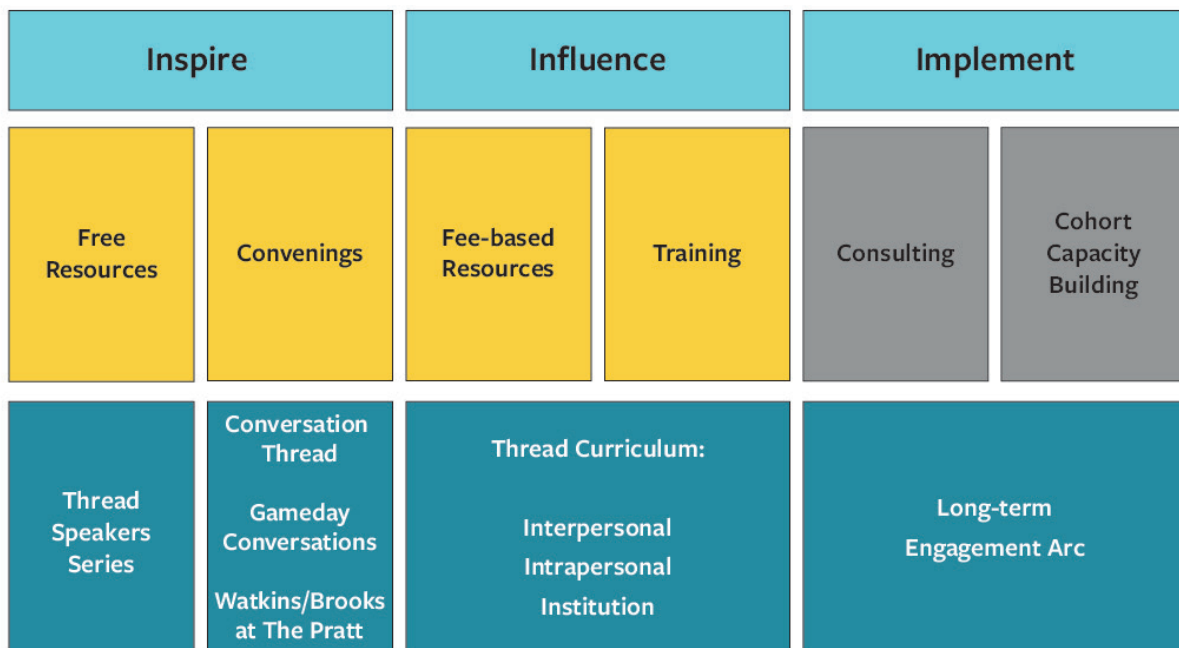 Inspire
Influence
Implement
Free
Resources
Convenings
Fee-based
Resources
Training
Consulting
Cohort
Capacity
Building
Thread
Speakers
Series
Conversation
Thread
Gameday
Conversations
Watkins/Brooks
at The Pratt
Thread Curriculum:
Interpersonal
Intrapersonal
Institution
Long-term
Engagement Arc